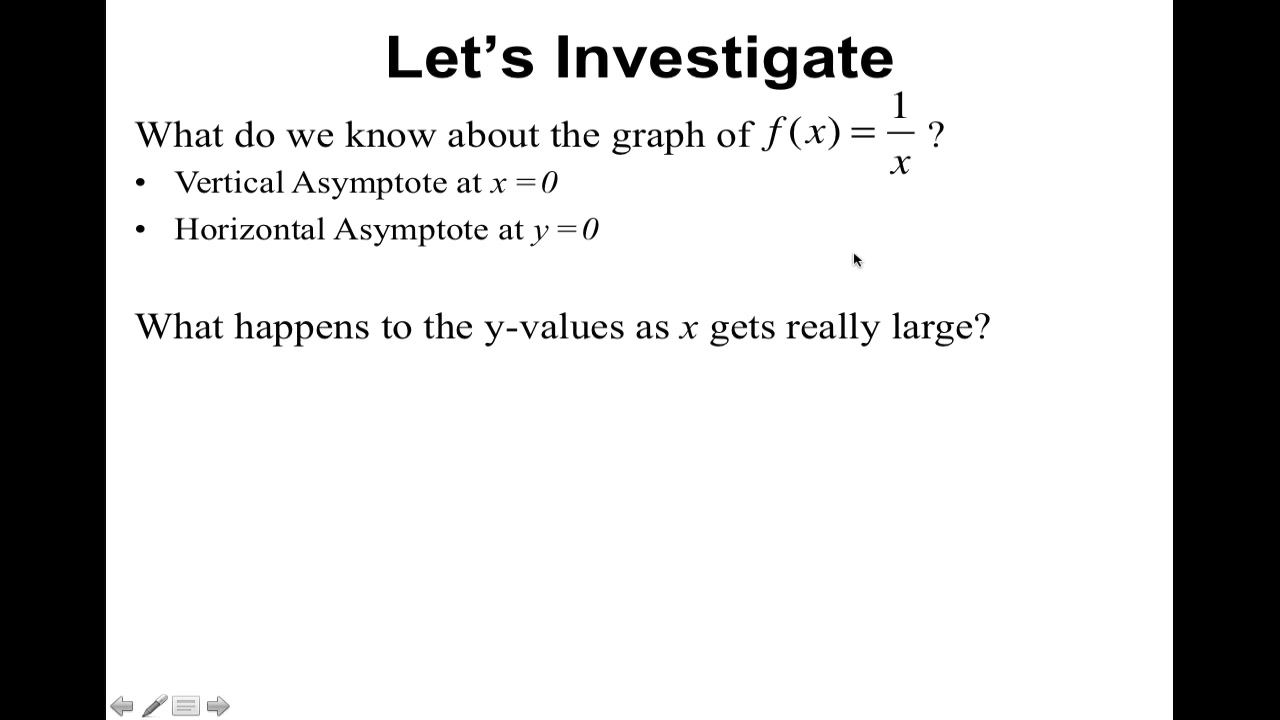 Let's Investigate
What do we know about the graph of f(x) = 1/x ?
• Vertical Asymptote at x = 0
• Horizontal Asymptote at y = 0
What happens to the y-values as x gets really large?